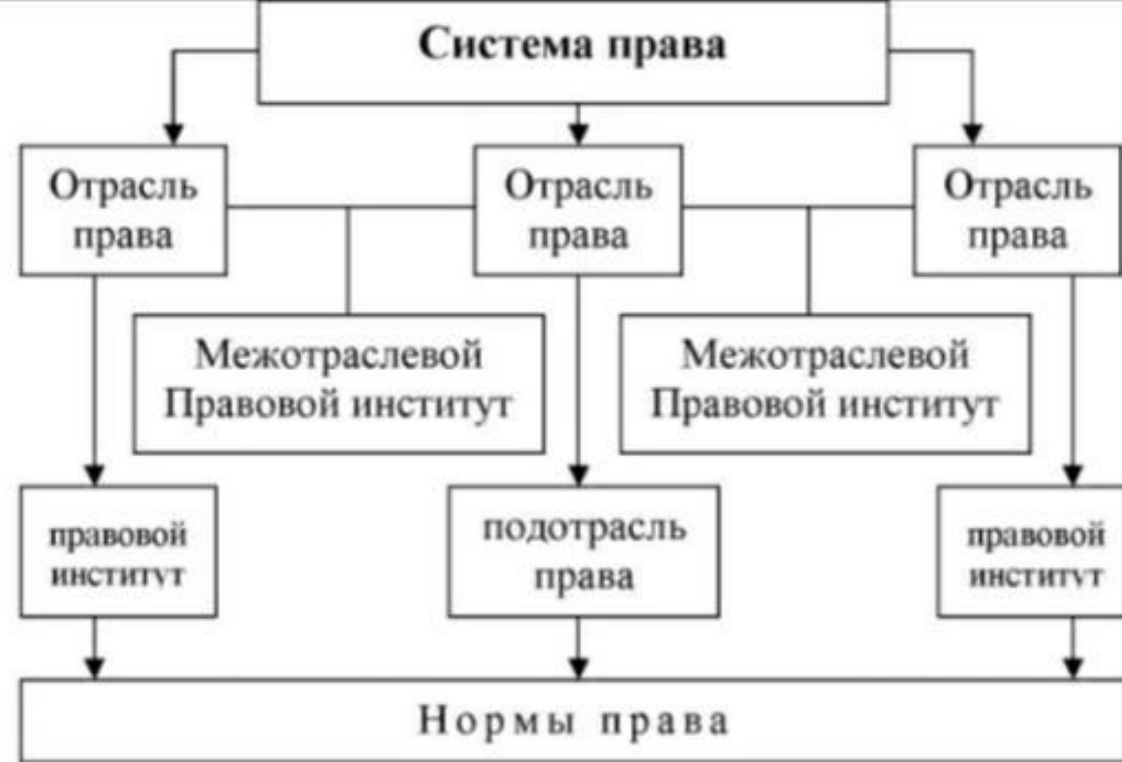 Система права
Отрасль
права
Отрасль
права
Отрасль
права
Межотраслевой
Правовой институт
Межотраслевой
Правовой институт
правовой
институт
подотрасль
права
правовой
институт
Нормы права